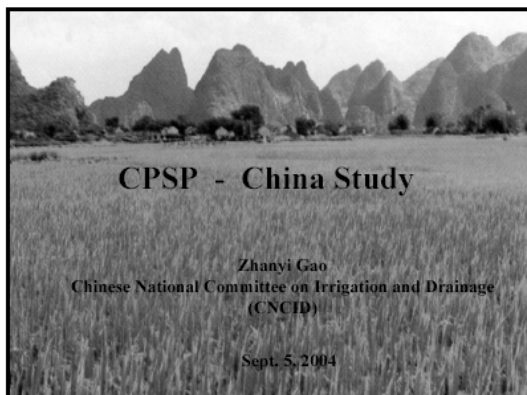 CPSP - China Study
Zhanyi Gao
Chinese National Committee on Irrigation and Drainage
(CNCID)
Sept. 5, 2004